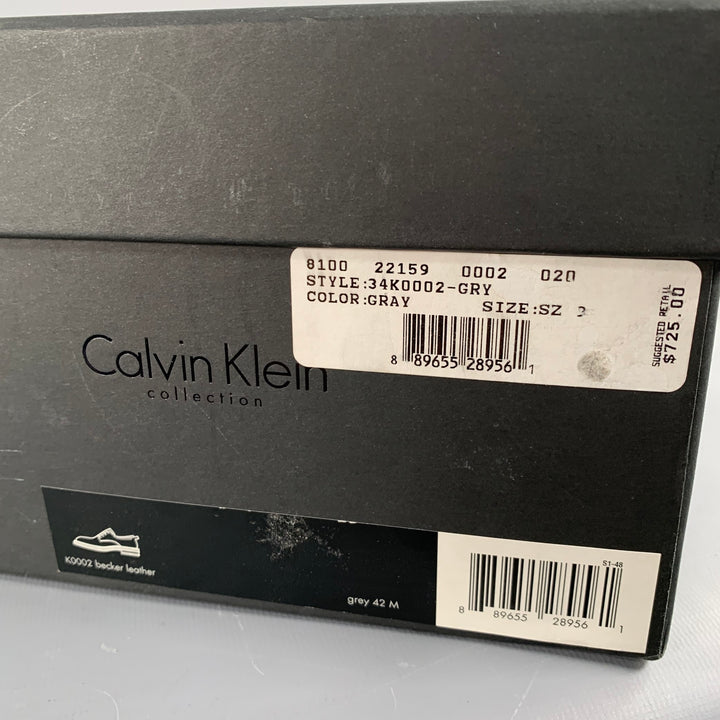 8100 22159 0002 020
STYLE:34K0002-GRY
COLOR:GRAY SIZE:SZ 3
8 89655 28956 1
SUGGESTED RETAIL
$725.00
Calvin Klein
collection
K0002 becker leather
grey 42 M
S1-48
8 89655 28956 1